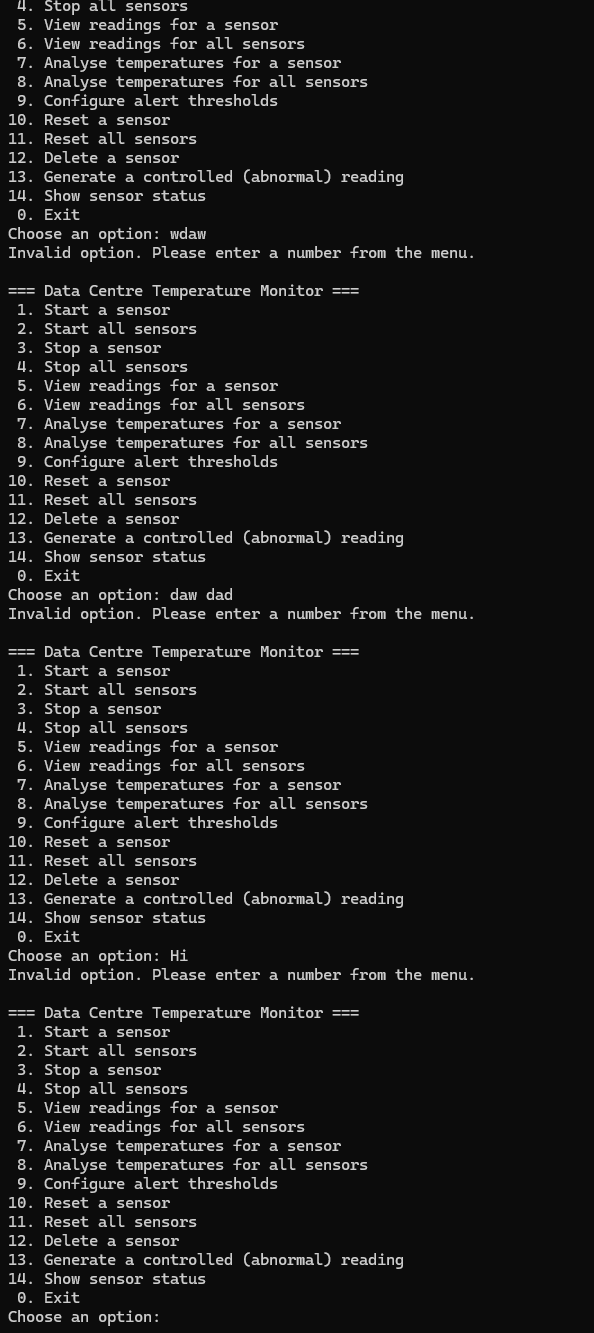 4. Stop all sensors
5. View readings for a sensor
6. View readings for all sensors
7. Analyse temperatures for a sensor
8. Analyse temperatures for all sensors
9. Configure alert thresholds
10. Reset a sensor
11. Reset all sensors
12. Delete a sensor
13. Generate a controlled (abnormal) reading
14. Show sensor status
0. Exit
Choose an option: wdaw
Invalid option. Please enter a number from the menu.
=== Data Centre Temperature Monitor ===
1. Start a sensor
2. Start all sensors
3. Stop a sensor
4. Stop all sensors
5. View readings for a sensor
6. View readings for all sensors
7. Analyse temperatures for a sensor
8. Analyse temperatures for all sensors
9. Configure alert thresholds
10. Reset a sensor
11. Reset all sensors
12. Delete a sensor
13. Generate a controlled (abnormal) reading
14. Show sensor status
0. Exit
Choose an option: daw dad
Invalid option. Please enter a number from the menu.
=== Data Centre Temperature Monitor ===
1. Start a sensor
2. Start all sensors
3. Stop a sensor
4. Stop all sensors
5. View readings for a sensor
6. View readings for all sensors
7. Analyse temperatures for a sensor
8. Analyse temperatures for all sensors
9. Configure alert thresholds
10. Reset a sensor
11. Reset all sensors
12. Delete a sensor
13. Generate a controlled (abnormal) reading
14. Show sensor status
0. Exit
Choose an option: Hi
Invalid option. Please enter a number from the menu.
=== Data Centre Temperature Monitor ===
1. Start a sensor
2. Start all sensors
3. Stop a sensor
4. Stop all sensors
5. View readings for a sensor
6. View readings for all sensors
7. Analyse temperatures for a sensor
8. Analyse temperatures for all sensors
9. Configure alert thresholds
10. Reset a sensor
11. Reset all sensors
12. Delete a sensor
13. Generate a controlled (abnormal) reading
14. Show sensor status
0. Exit
Choose an option: